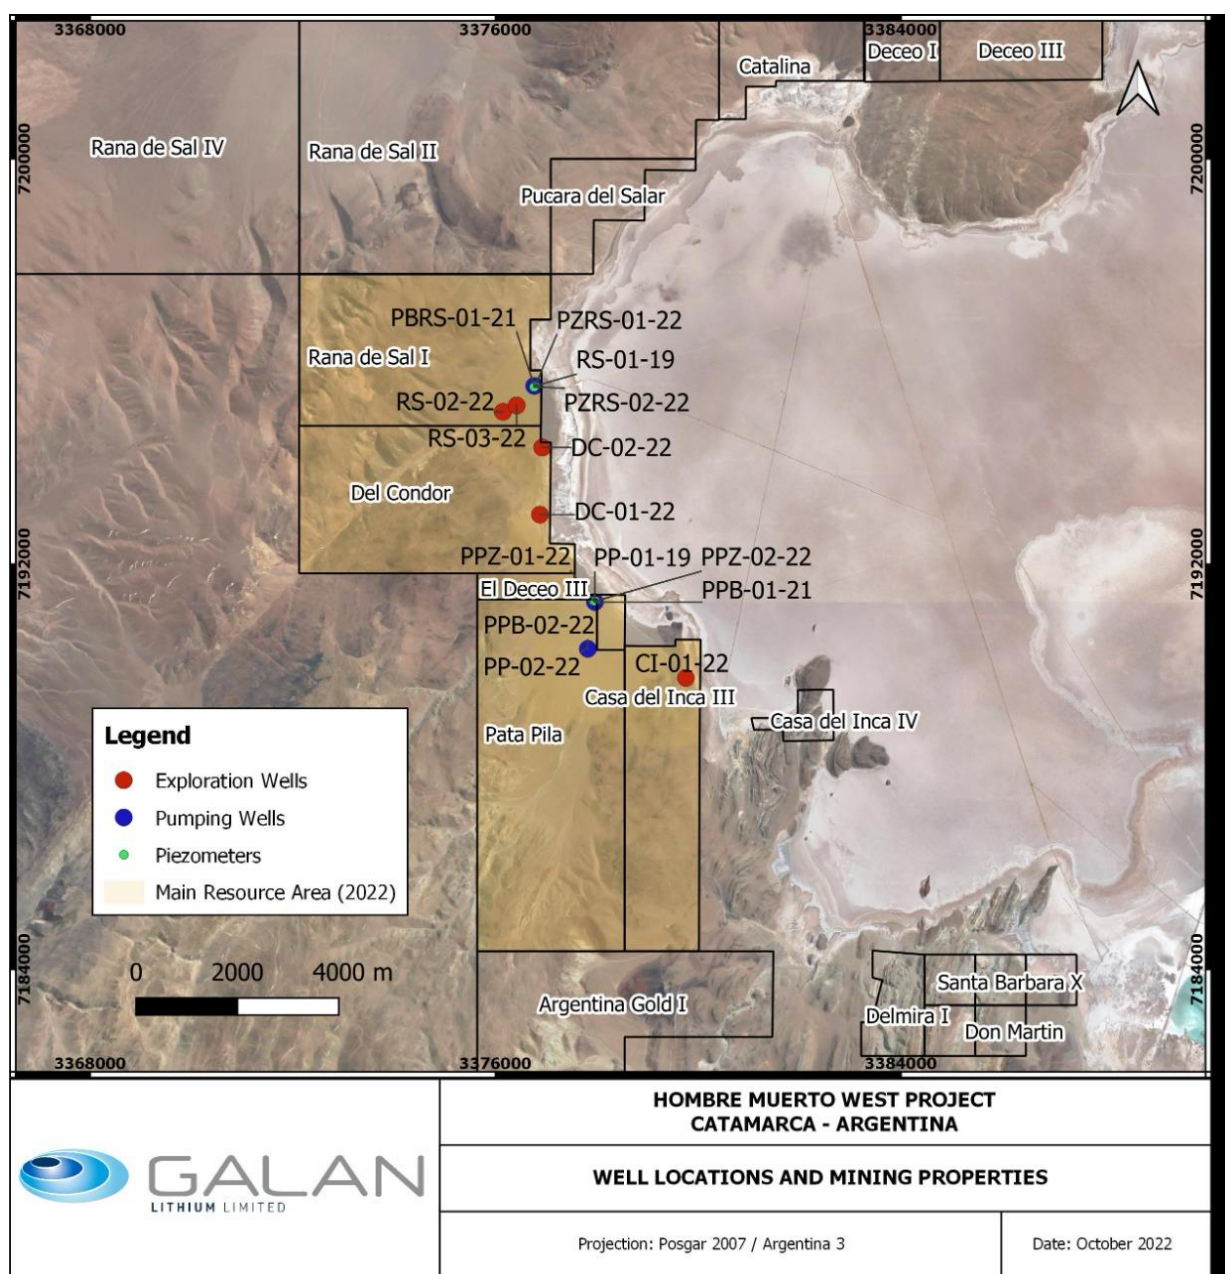 3368000
3376000
3384000
Catalina
Deceo I
Deceo III
7200000
7200000
Rana de Sal IV
Rana de Sal II
Pucara del Salar
PBRS-01-21
PZRS-01-22
Rana de Sal I
RS-01-19
RS-02-22
PZRS-02-22
RS-03-22
DC-02-22
Del Condor
DC-01-22
7192000
7192000
PPZ-01-22
PP-01-19
PPZ-02-22
El Deceo III
PPB-01-21
PPB-02-22
PP-02-22
CI-01-22
Casa del Inca III
Casa del Inca IV
Pata Pila
Legend
Exploration Wells
Pumping Wells
Piezometers
Main Resource Area (2022)
0 2000 4000 m
7184000
7184000
Argentina Gold I
Santa Barbara X
Delmira I
Don Martin
3368000
3376000
3384000
GALAN
LITHIUM LIMITED
HOMBRE MUERTO WEST PROJECT
CATAMARCA - ARGENTINA
WELL LOCATIONS AND MINING PROPERTIES
Projection: Posgar 2007 / Argentina 3
Date: October 2022